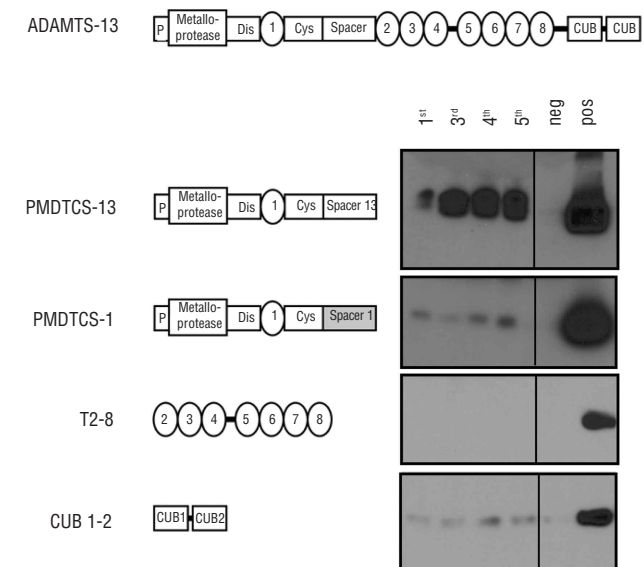 ADAMTS-13 P Metallo-protease Dis 1 Cys Spacer 2 3 4 5 6 7 8 CUB CUB
1st 3rd 4th 5th neg pos
PMDTCS-13 P Metallo-protease Dis 1 Cys Spacer 13
PMDTCS-1 P Metallo-protease Dis 1 Cys Spacer 1
T2-8 2 3 4 5 6 7 8
CUB 1-2 CUB1 CUB2